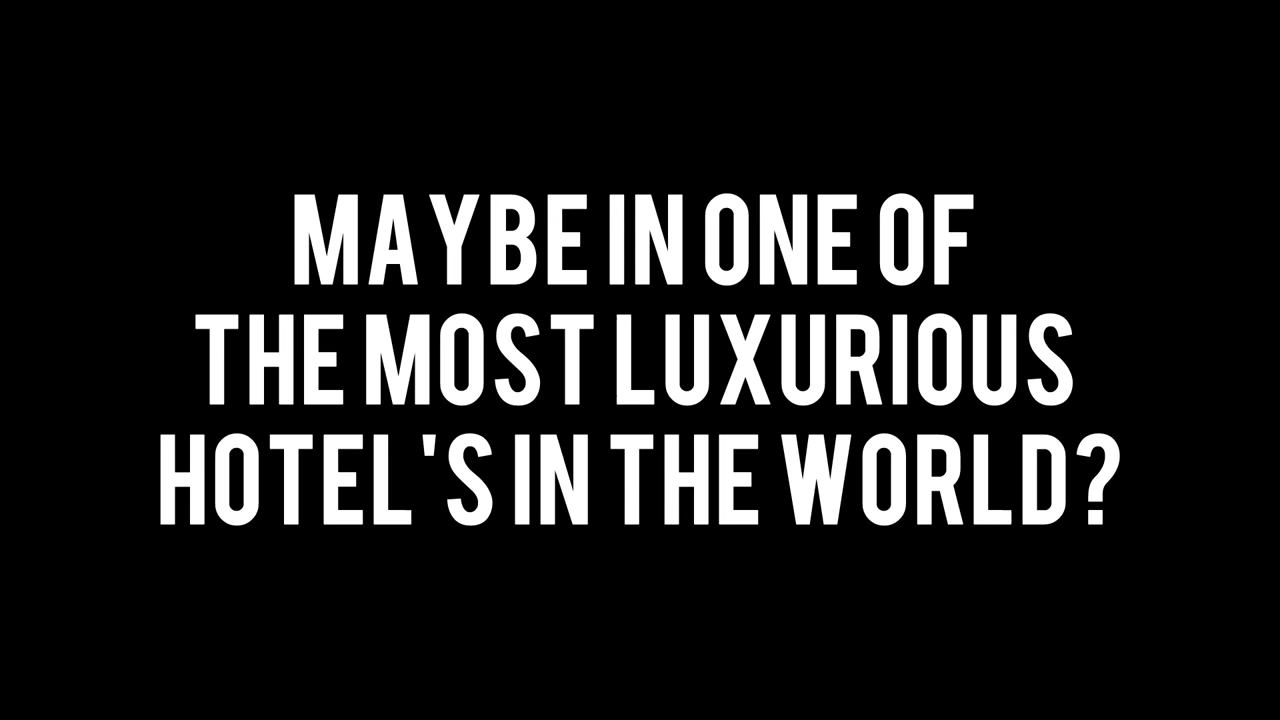 MAYBE IN ONE OF
THE MOST LUXURIOUS
HOTEL'S IN THE WORLD?